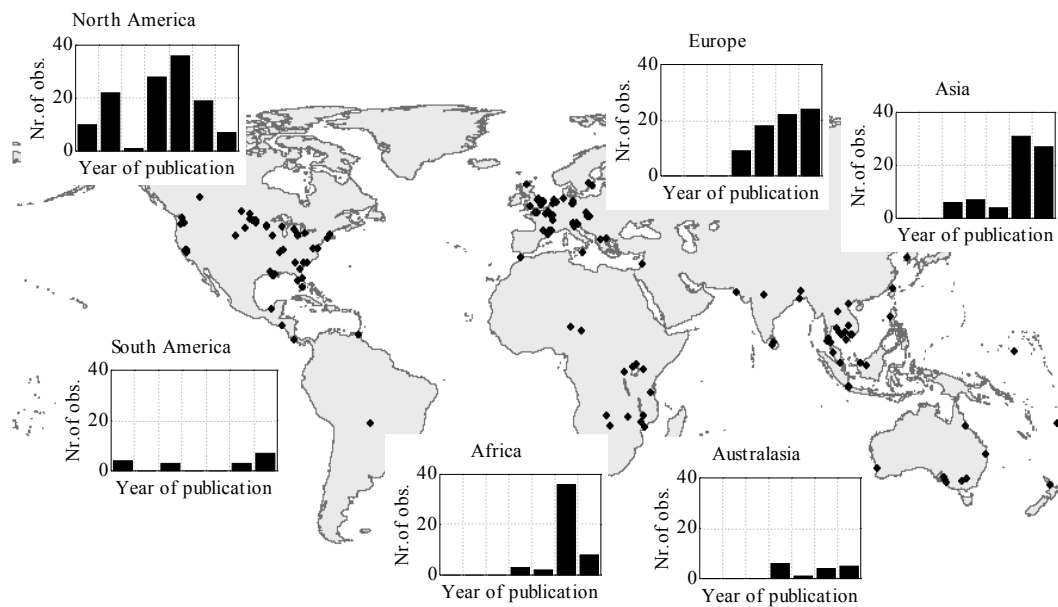 North America
40
20
0
Nr.of obs.
Year of publication
Europe
40
20
0
Nr.of obs.
Year of publication
Asia
40
20
0
Nr.of obs.
Year of publication
South America
40
20
0
Nr.of obs.
Year of publication
Africa
40
20
0
Nr.of obs.
Year of publication
Australasia
40
20
0
Nr.of obs.
Year of publication